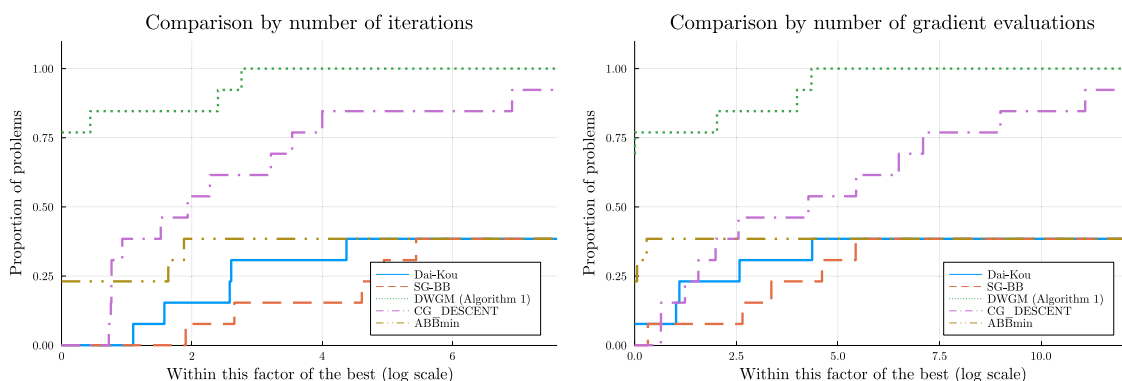 Comparison by number of iterations
Proportion of problems
1.00
0.75
0.50
0.25
0.00
0
2
4
6
Within this factor of the best (log scale)
Dai-Kou
SG-BB
DWGM (Algorithm 1)
CG_DESCENT
ABBmin
Comparison by number of gradient evaluations
Proportion of problems
1.00
0.75
0.50
0.25
0.00
0.0
2.5
5.0
7.5
10.0
Within this factor of the best (log scale)
Dai-Kou
SG-BB
DWGM (Algorithm 1)
CG_DESCENT
ABBmin